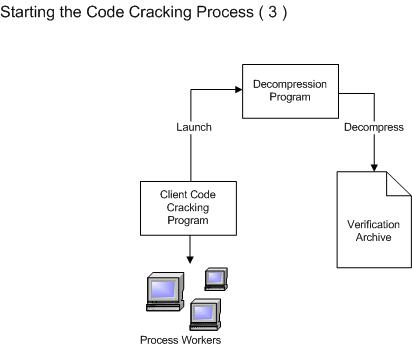 Starting the Code Cracking Process ( 3 )
Decompression
Program
Launch
Decompress
Client Code
Cracking
Program
Verification
Archive
Process Workers